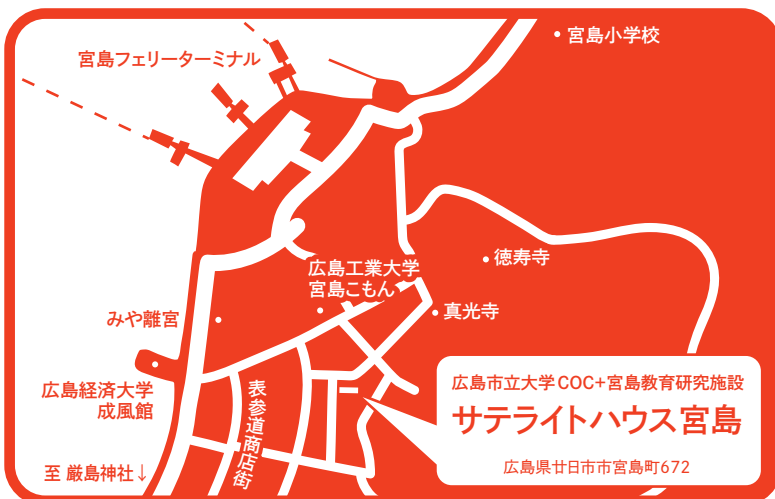 宮島小学校
宮島フェリーターミナル
徳寿寺
広島工業大学
宮島こもん
真光寺
みや離宮
広島経済大学
成風館
表参道商店街
広島市立大学COC+宮島教育研究施設
サテライトハウス宮島
広島県廿日市市宮島町672
至 厳島神社↓